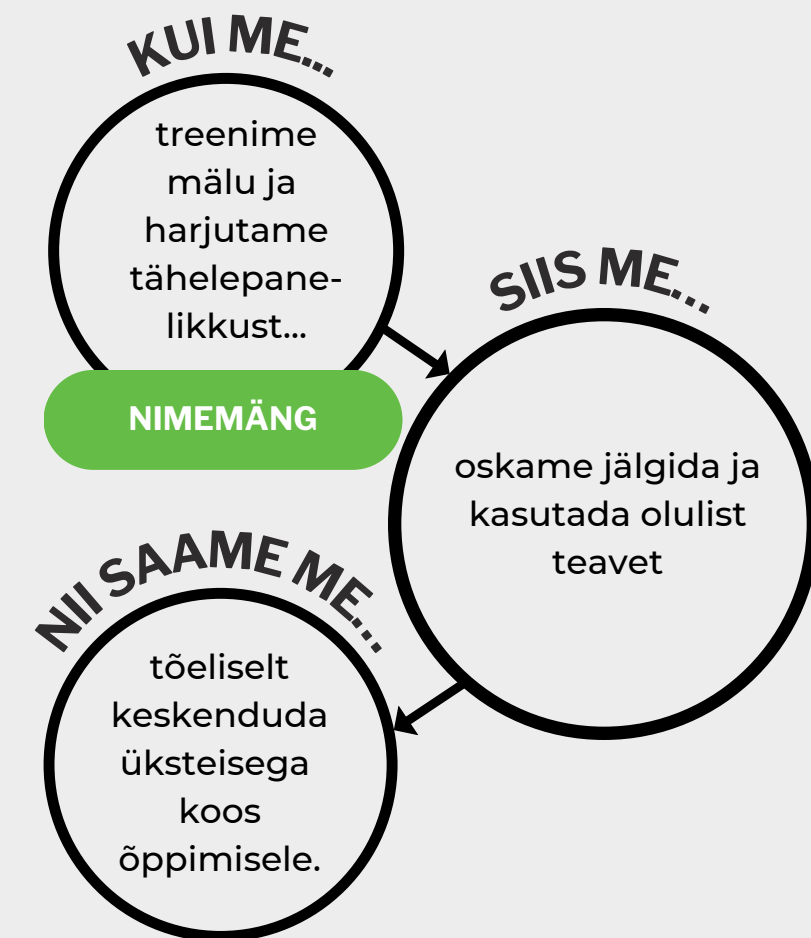 KUI ME...
treenime
mälu ja
harjutame
tähelepane-
likkust...
NIMEMÄNG
SIIS ME...
oskame jälgida ja
kasutada olulist
teavet
NII SAAME ME...
tõeliselt
keskenduda
üksteisega
koos
õppimisele.